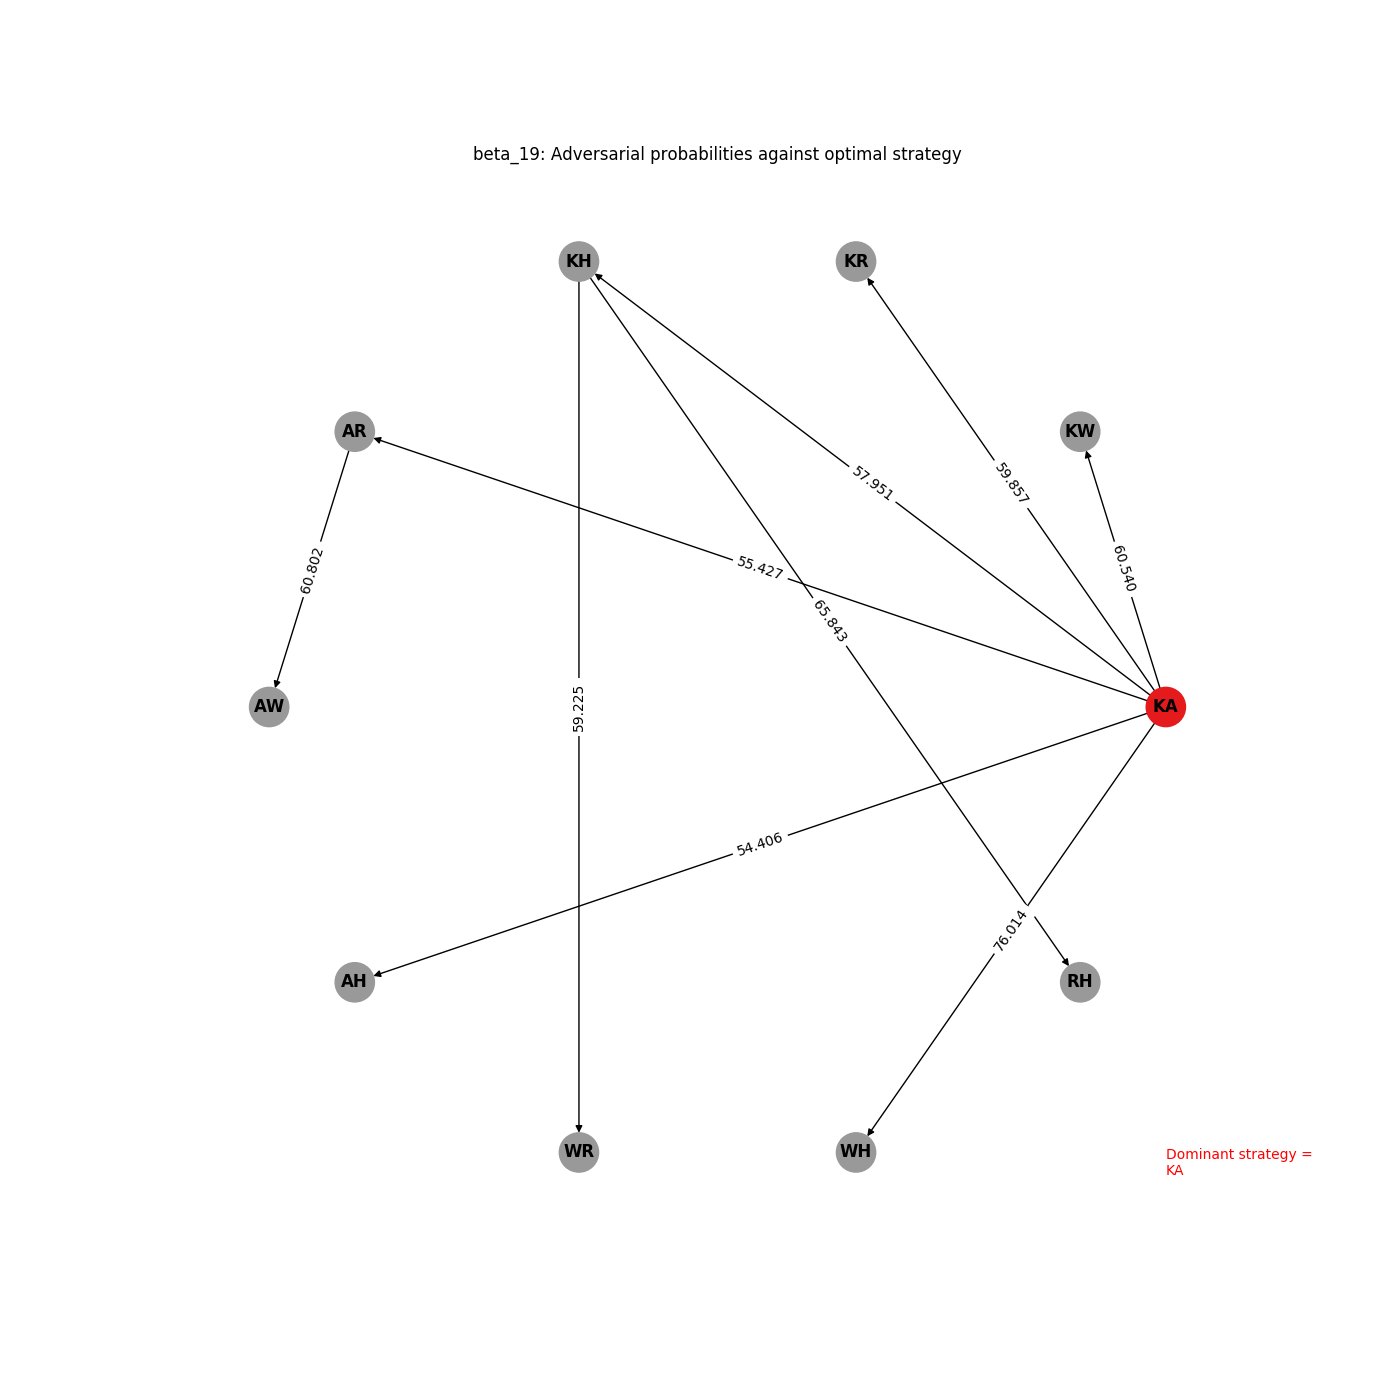 beta_19: Adversarial probabilities against optimal strategy
KH
KR
AR
KW
57.951
59.857
55.427
60.540
60.802
65.843
AW
59.225
KA
54.406
76.014
AH
RH
WR
WH
Dominant strategy =
KA